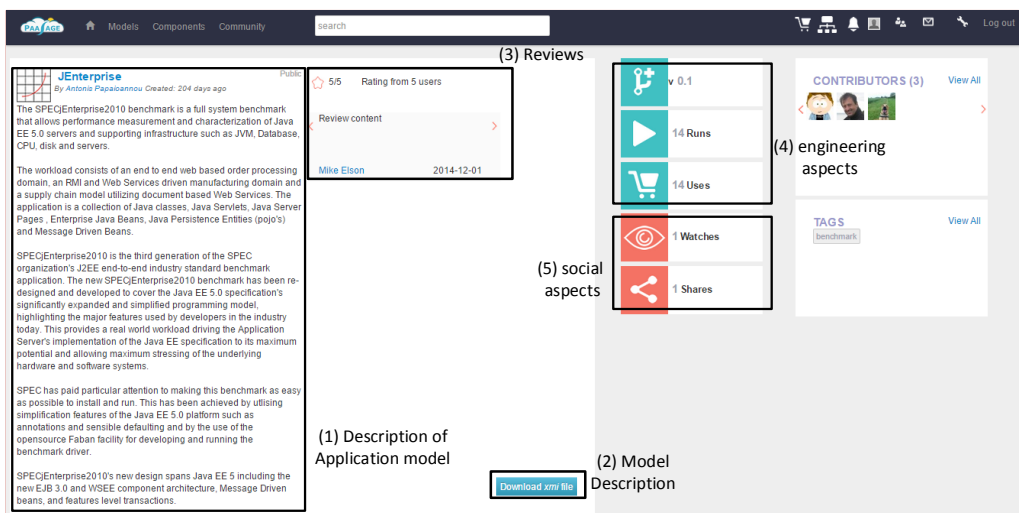 PAASAGE Models Components Community search Log out
(3) Reviews
JEnterprise Public
By Antonis Papaioannou Created: 204 days ago
The SPECjEnterprise2010 benchmark is a full system benchmark
that allows performance measurement and characterization of Java
EE 5.0 servers and supporting infrastructure such as JVM, Database,
CPU, disk and servers.
The workload consists of an end to end web based order processing
domain, an RMI and Web Services driven manufacturing domain and
a supply chain model utilizing document based Web Services. The
application is a collection of Java classes, Java Servlets, Java Server
Pages , Enterprise Java Beans, Java Persistence Entities (pojo's)
and Message Driven Beans.
SPECjEnterprise2010 is the third generation of the SPEC
organization's J2EE end-to-end industry standard benchmark
application. The new SPECjEnterprise2010 benchmark has been re-
designed and developed to cover the Java EE 5.0 specification's
significantly expanded and simplified programming model,
highlighting the major features used by developers in the industry
today. This provides a real world workload driving the Application
Server's implementation of the Java EE specification to its maximum
potential and allowing maximum stressing of the underlying
hardware and software systems.
SPEC has paid particular attention to making this benchmark as easy
as possible to install and run. This has been achieved by utlising
simplification features of the Java EE 5.0 platform such as
annotations and sensible defaulting and by the use of the
opensource Faban facility for developing and running the
benchmark driver.
SPECjEnterprise2010's new design spans Java EE 5 including the
new EJB 3.0 and WSEE component architecture, Message Driven
beans, and features level transactions.
5/5 Rating from 5 users
Review content
Mike Elson 2014-12-01
(1) Description of
Application model
Download xmi file
(2) Model
Description
v 0.1
14 Runs
14 Uses
(4) engineering
aspects
1 Watches
1 Shares
(5) social
aspects
CONTRIBUTORS (3) View All
TAGS View All
benchmark